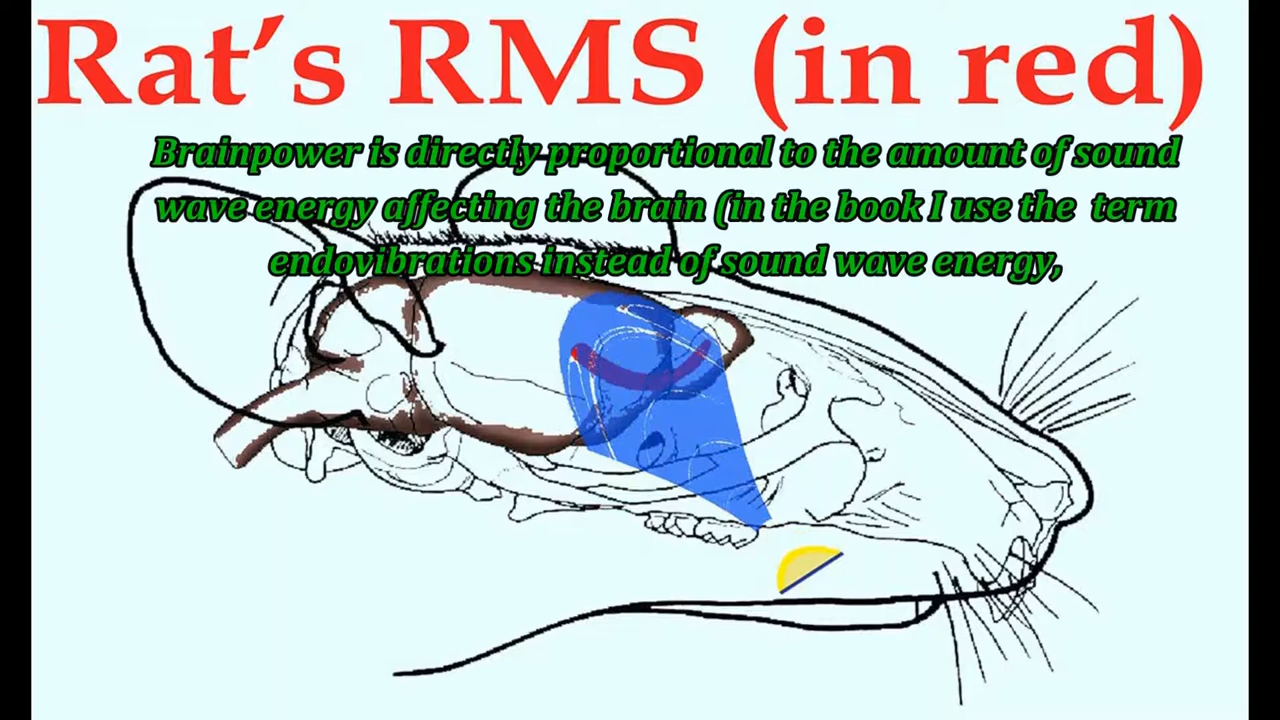 Rat’s RMS (in red)
Brainpower is directly proportional to the amount of sound
wave energy affecting the brain (in the book I use the term
endovibrations instead of sound wave energy,